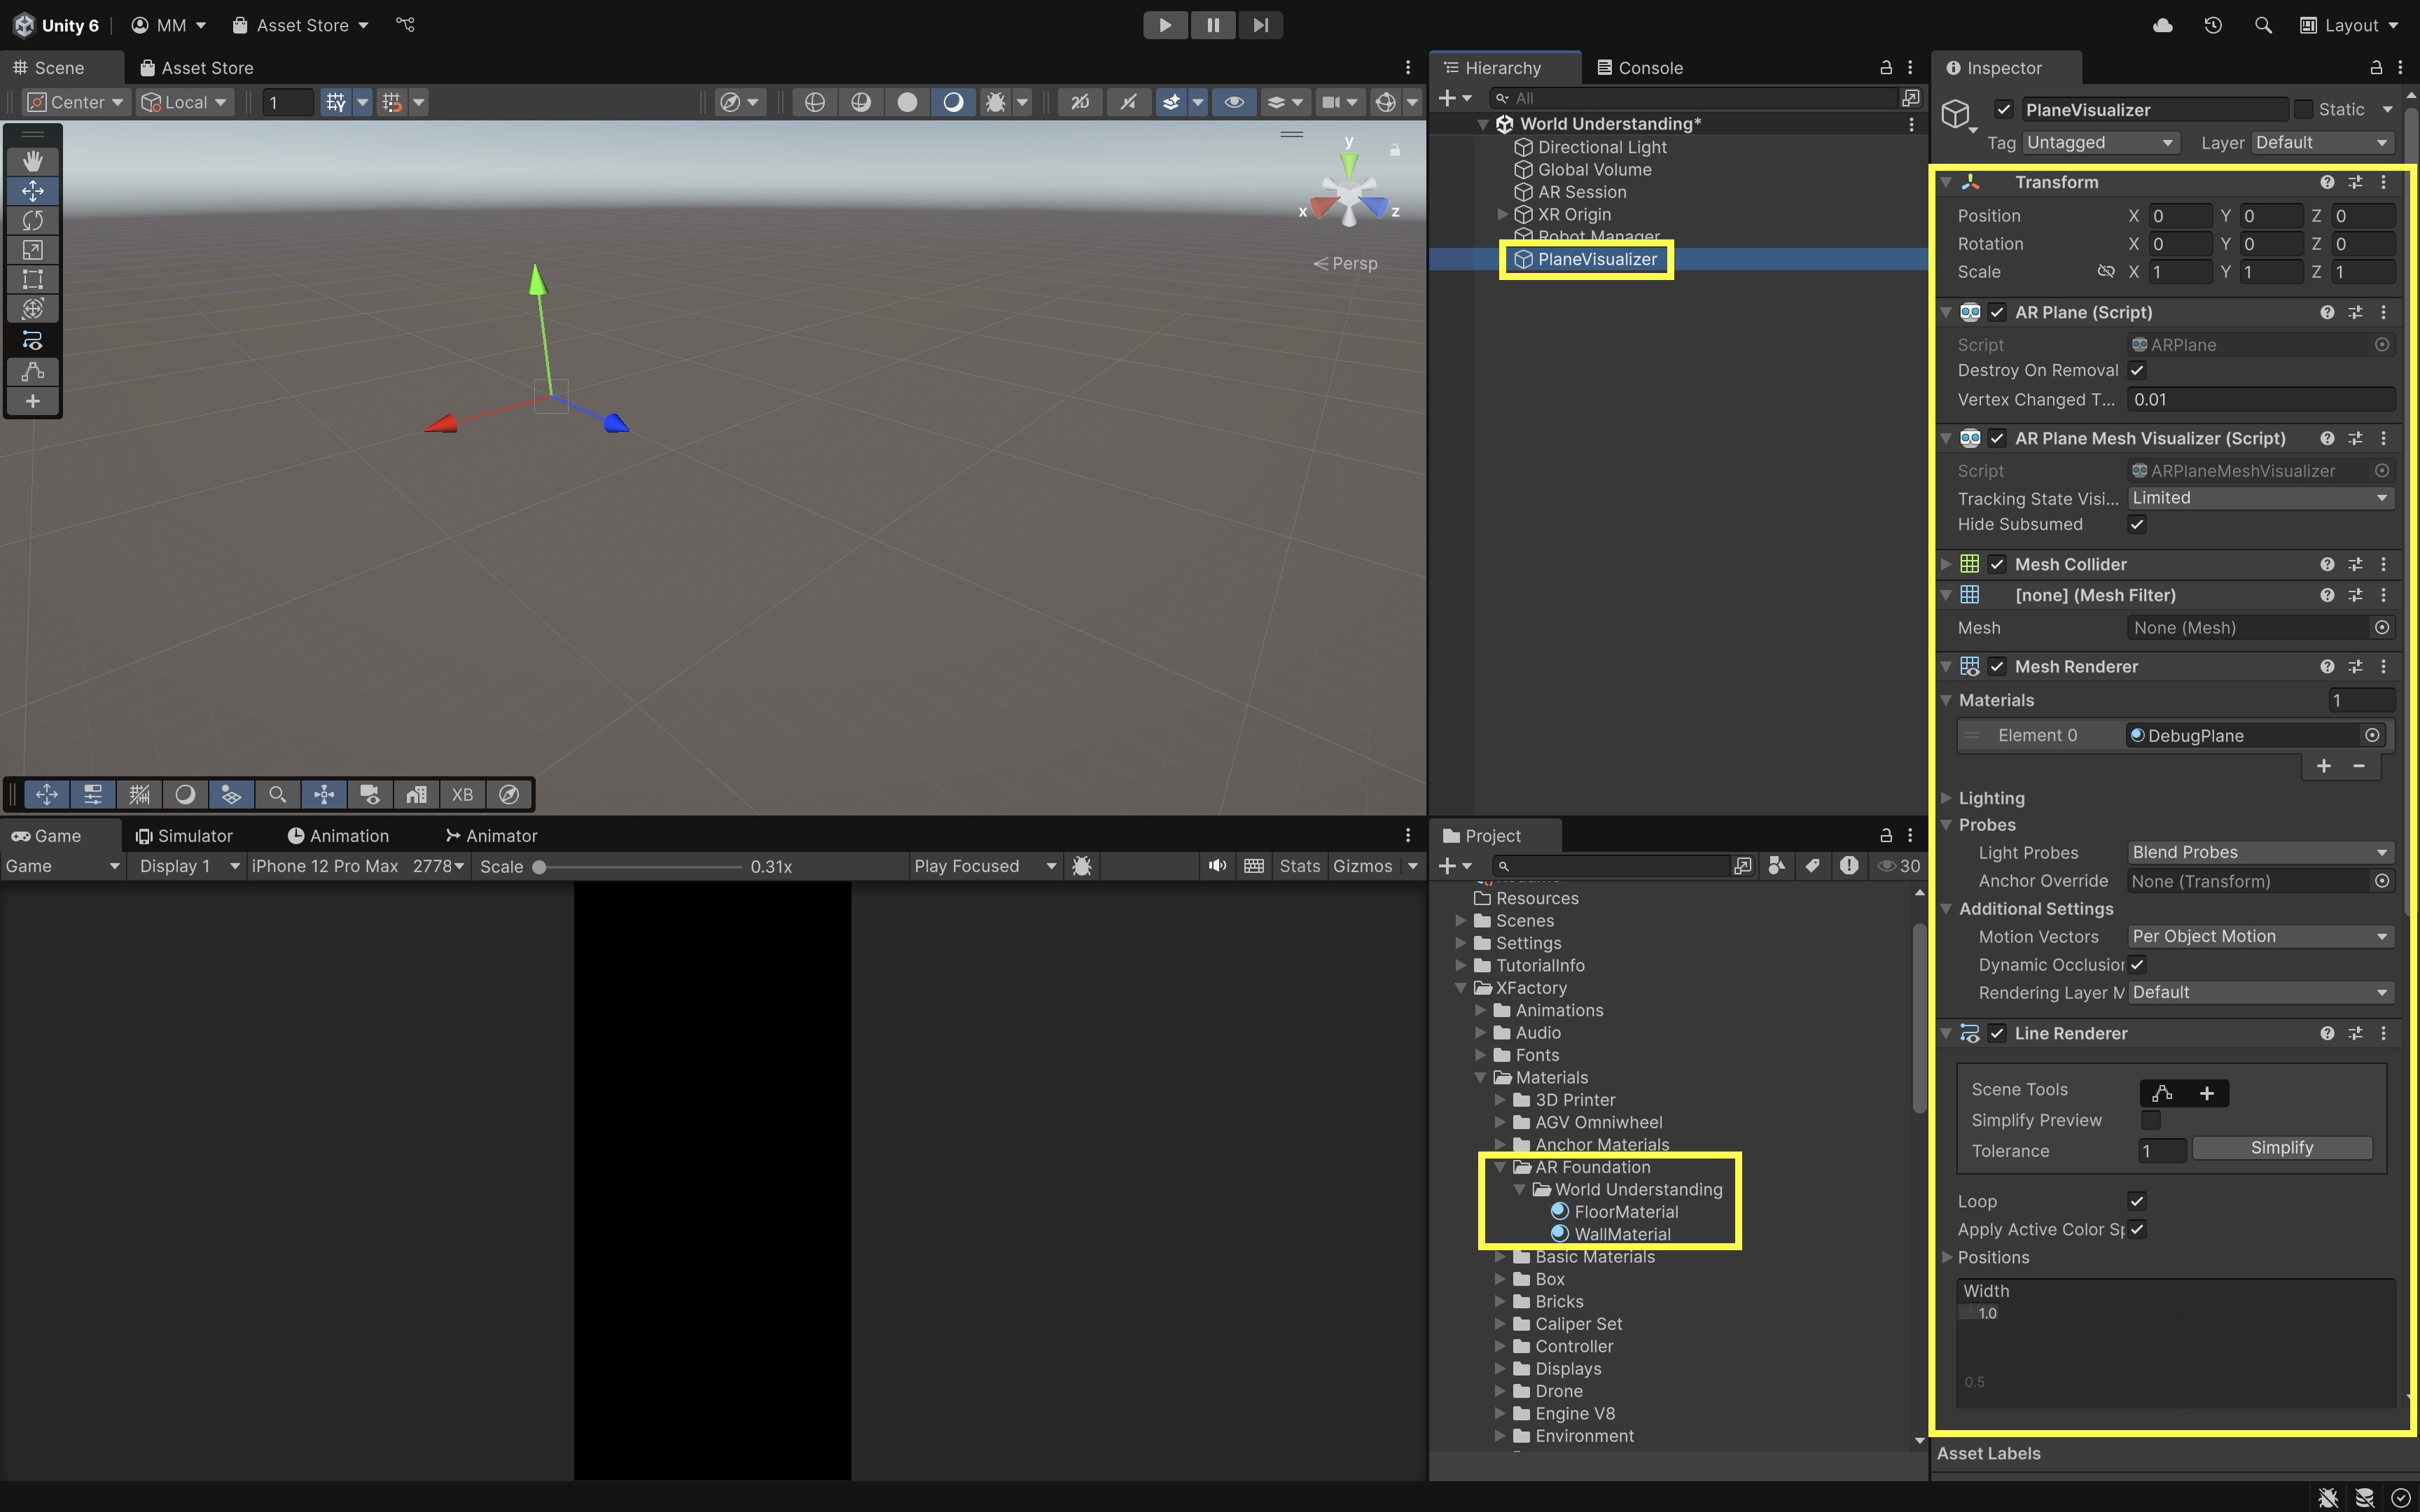 Unity 6 MM Asset Store Layout
Scene Asset Store
Center Local 1 2D
y
x z
Persp
XB
Hierarchy Console
All
World Understanding*
Directional Light
Global Volume
AR Session
XR Origin
Robot Manager
PlaneVisualizer
Game Simulator Animation Animator
Game Display 1 iPhone 12 Pro Max 2778 Scale 0.31x Play Focused Stats Gizmos
Project
30
Resources
Scenes
Settings
TutorialInfo
XFactory
Animations
Audio
Fonts
Materials
3D Printer
AGV Omniwheel
Anchor Materials
AR Foundation
World Understanding
FloorMaterial
WallMaterial
Basic Materials
Box
Bricks
Caliper Set
Controller
Displays
Drone
Engine V8
Environment
Inspector
PlaneVisualizer Static
Tag Untagged Layer Default
Transform
Position X 0 Y 0 Z 0
Rotation X 0 Y 0 Z 0
Scale X 1 Y 1 Z 1
AR Plane (Script)
Script ARPlane
Destroy On Removal
Vertex Changed T... 0.01
AR Plane Mesh Visualizer (Script)
Script ARPlaneMeshVisualizer
Tracking State Visi... Limited
Hide Subsumed
Mesh Collider
[none] (Mesh Filter)
Mesh None (Mesh)
Mesh Renderer
Materials 1
Element 0 DebugPlane
Lighting
Probes
Light Probes Blend Probes
Anchor Override None (Transform)
Additional Settings
Motion Vectors Per Object Motion
Dynamic Occlusion
Rendering Layer M Default
Line Renderer
Scene Tools
Simplify Preview
Tolerance 1 Simplify
Loop
Apply Active Color Sp
Positions
Width
1.0
0.5
Asset Labels